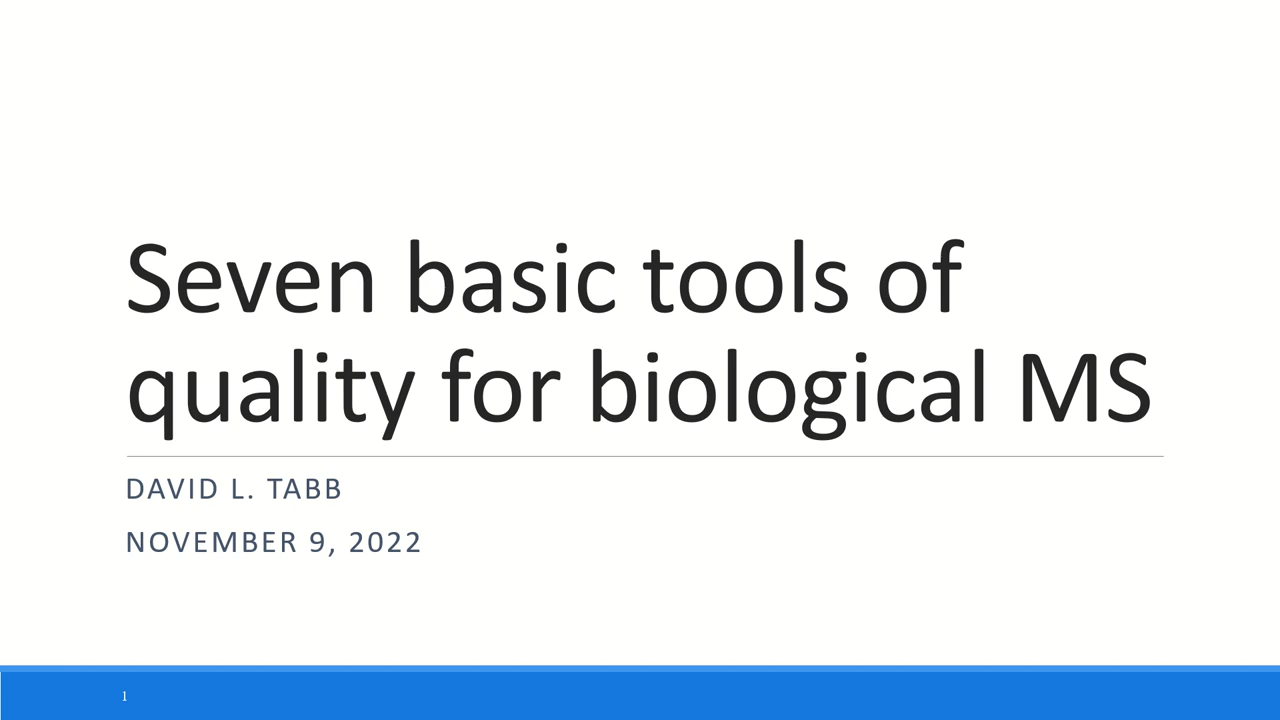 Seven basic tools of
quality for biological MS
DAVID L. TABB
NOVEMBER 9, 2022
1